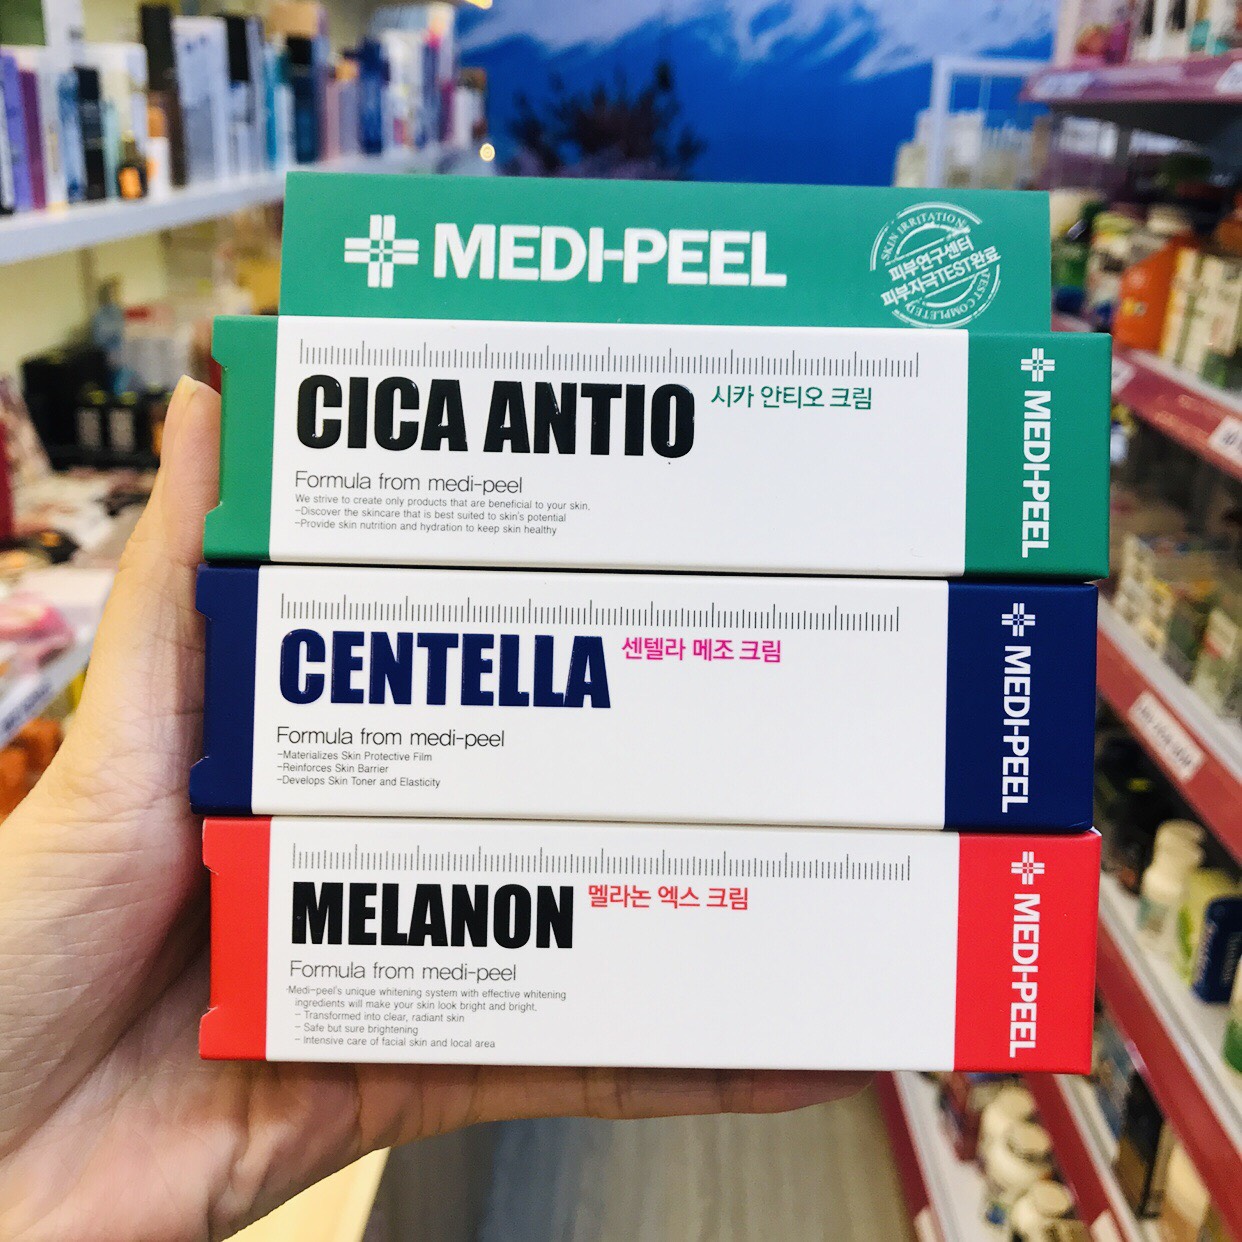 MEDI-PEEL
SKIN IRRITATION
피부연구센터
피부자극TEST완료
TEST COMPLETED
CICA ANTIO 시카 안티오 크림
Formula from medi-peel
We strive to create only products that are beneficial to your skin.
-Discover the skincare that is best suited to skin's potential
-Provide skin nutrition and hydration to keep skin healthy
MEDI-PEEL
CENTELLA 센텔라 메조 크림
Formula from medi-peel
-Materializes Skin Protective Film
-Reinforces Skin Barrier
-Develops Skin Toner and Elasticity
MEDI-PEEL
MELANON 멜라논 엑스 크림
Formula from medi-peel
·Medi-peel's unique whitening system with effective whitening
ingredients will make your skin look bright and bright.
- Transformed into clear, radiant skin
- Safe but sure brightening
- Intensive care of facial skin and local area
MEDI-PEEL